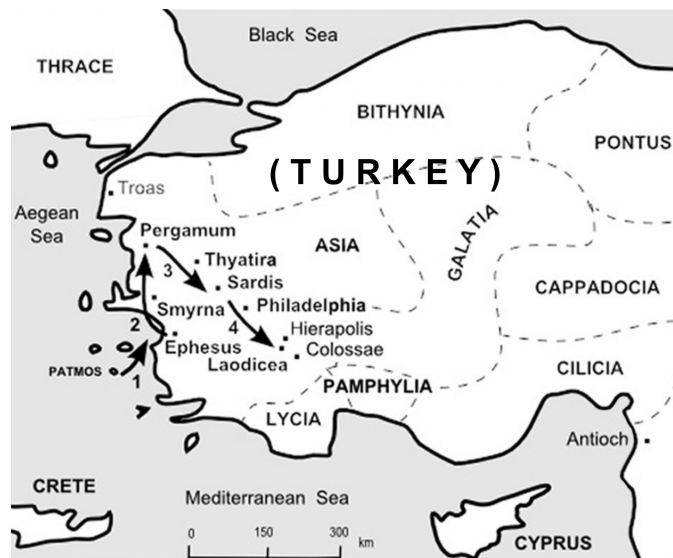 Black Sea
THRACE
BITHYNIA
PONTUS
(TURKEY)
Troas
Aegean
Sea
Pergamum
GALATIA
ASIA
3
Thyatira
Sardis
CAPPADOCIA
Smyrna
Philadelphia
2
4
Hierapolis
Ephesus
Colossae
Laodicea
PATMOS
1
PAMPHYLIA
CILICIA
LYCIA
Antioch
CRETE
Mediterranean Sea
0 150 300
km
CYPRUS